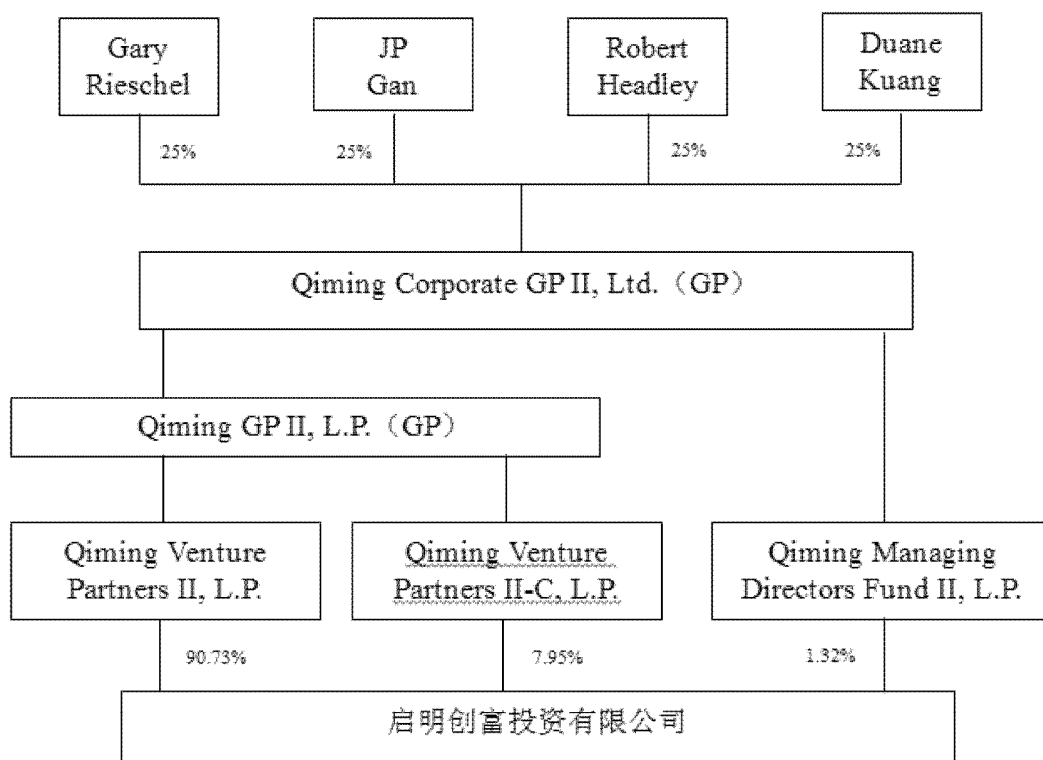 Gary
Rieschel
JP
Gan
Robert
Headley
Duane
Kuang
25%
25%
25%
25%
Qiming Corporate GP II, Ltd.（GP）
Qiming GP II, L.P.（GP）
Qiming Venture
Partners II, L.P.
Qiming Venture
Partners II-C, L.P.
Qiming Managing
Directors Fund II, L.P.
90.73%
7.95%
1.32%
启明创富投资有限公司